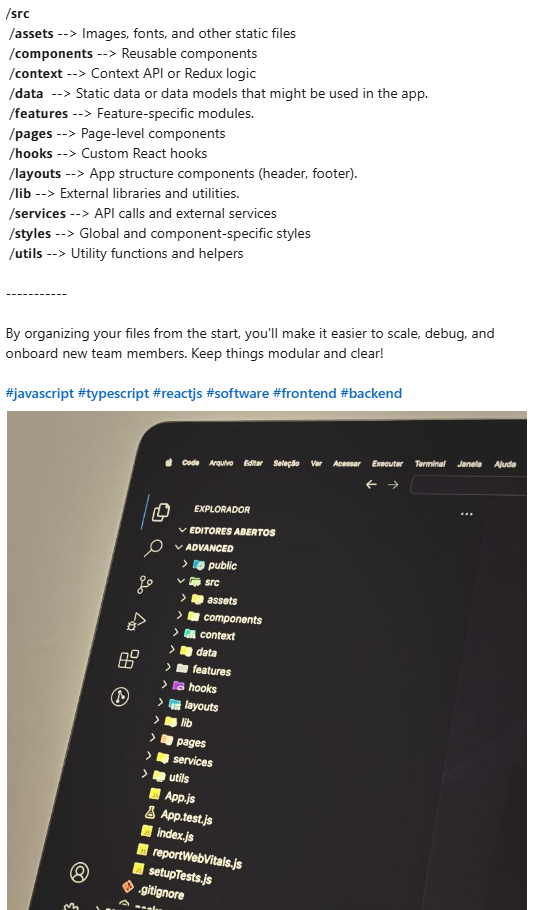 /src
/assets --> Images, fonts, and other static files
/components --> Reusable components
/context --> Context API or Redux logic
/data  --> Static data or data models that might be used in the app.
/features --> Feature-specific modules.
/pages --> Page-level components
/hooks --> Custom React hooks
/layouts --> App structure components (header, footer).
/lib --> External libraries and utilities.
/services --> API calls and external services
/styles --> Global and component-specific styles
/utils --> Utility functions and helpers
-----------
By organizing your files from the start, you'll make it easier to scale, debug, and
onboard new team members. Keep things modular and clear!
#javascript #typescript #reactjs #software #frontend #backend
Code Arquivo Editar Seleção Ver Acessar Executar Terminal Janela Ajuda
EXPLORADOR
EDITORES ABERTOS
ADVANCED
public
src
assets
components
context
data
features
hooks
layouts
lib
pages
services
utils
App.js
App.test.js
index.js
reportWebVitals.js
setupTests.js
.gitignore